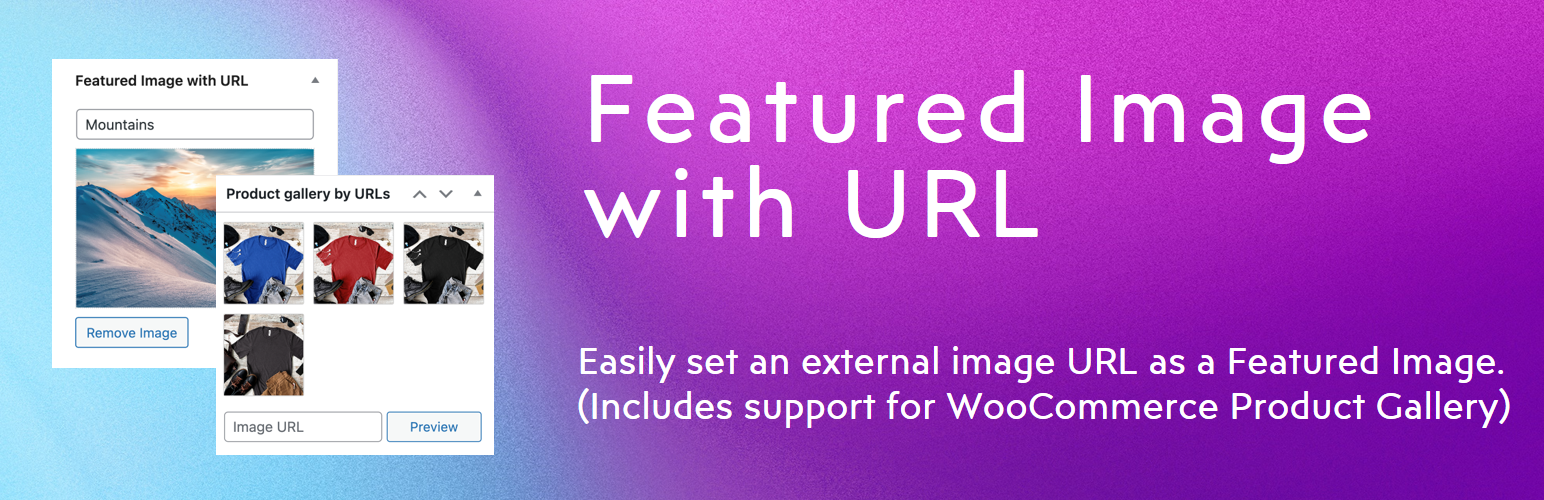 Featured Image with URL
Mountains
Remove Image
Product gallery by URLs
Image URL
Preview
Featured Image
with URL
Easily set an external image URL as a Featured Image.
(Includes support for WooCommerce Product Gallery)